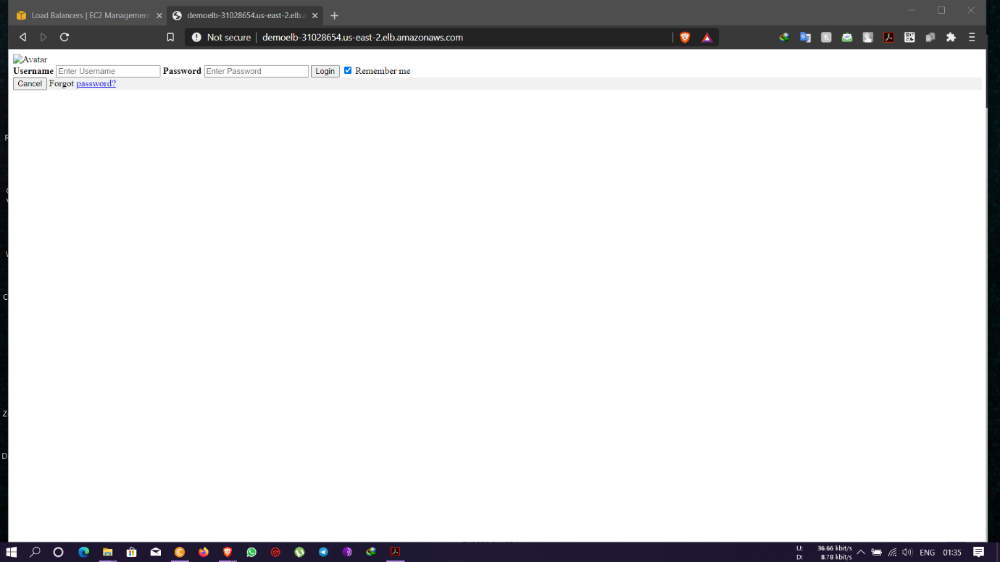 Load Balancers | EC2 Management
demoelb-31028654.us-east-2.elb.a
Not secure | demoelb-31028654.us-east-2.elb.amazonaws.com
Avatar
Username Enter Username Password Enter Password Login Remember me
Cancel Forgot password?
R
C
Z
D
U: 36.66 kbit/s
D: 8.78 kbit/s
ENG 01:35